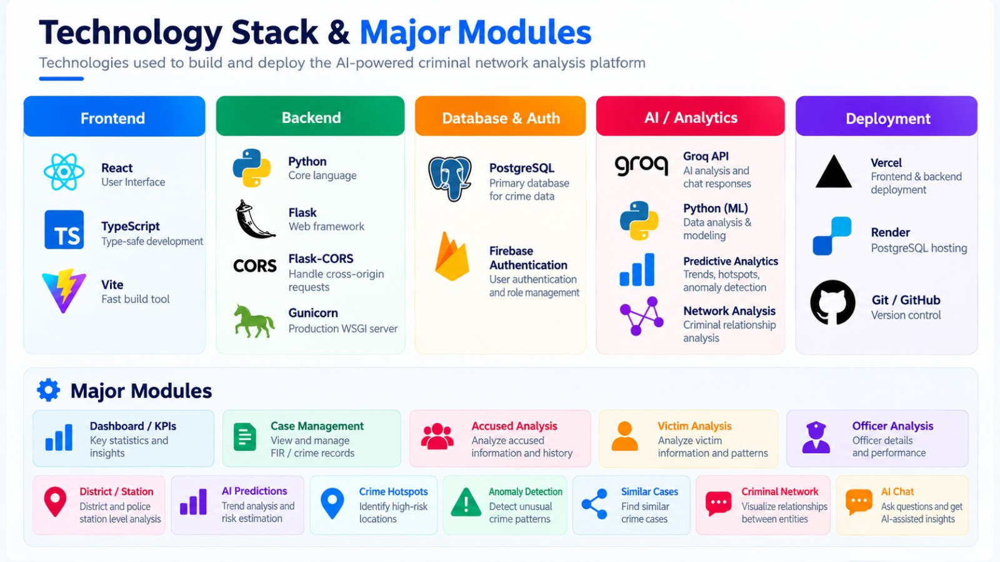 Technology Stack & Major Modules
Technologies used to build and deploy the AI-powered criminal network analysis platform
Frontend
React
User Interface
TS
TypeScript
Type-safe development
Vite
Fast build tool
Backend
Python
Core language
Flask
Web framework
CORS
Flask-CORS
Handle cross-origin
requests
Gunicorn
Production WSGI server
Database & Auth
PostgreSQL
Primary database
for crime data
Firebase
Authentication
User authentication
and role management
AI / Analytics
groq
Groq API
AI analysis and
chat responses
Python (ML)
Data analysis &
modeling
Predictive Analytics
Trends, hotspots,
anomaly detection
Network Analysis
Criminal relationship
analysis
Deployment
Vercel
Frontend & backend
deployment
Render
PostgreSQL hosting
Git / GitHub
Version control
Major Modules
Dashboard / KPIs
Key statistics and
insights
Case Management
View and manage
FIR / crime records
Accused Analysis
Analyze accused
information and history
Victim Analysis
Analyze victim
information and patterns
Officer Analysis
Officer details
and performance
District / Station
District and police
station level analysis
AI Predictions
Trend analysis and
risk estimation
Crime Hotspots
Identify high-risk
locations
Anomaly Detection
Detect unusual
crime patterns
Similar Cases
Find similar
crime cases
Criminal Network
Visualize relationships
between entities
AI Chat
Ask questions and get
AI-assisted insights